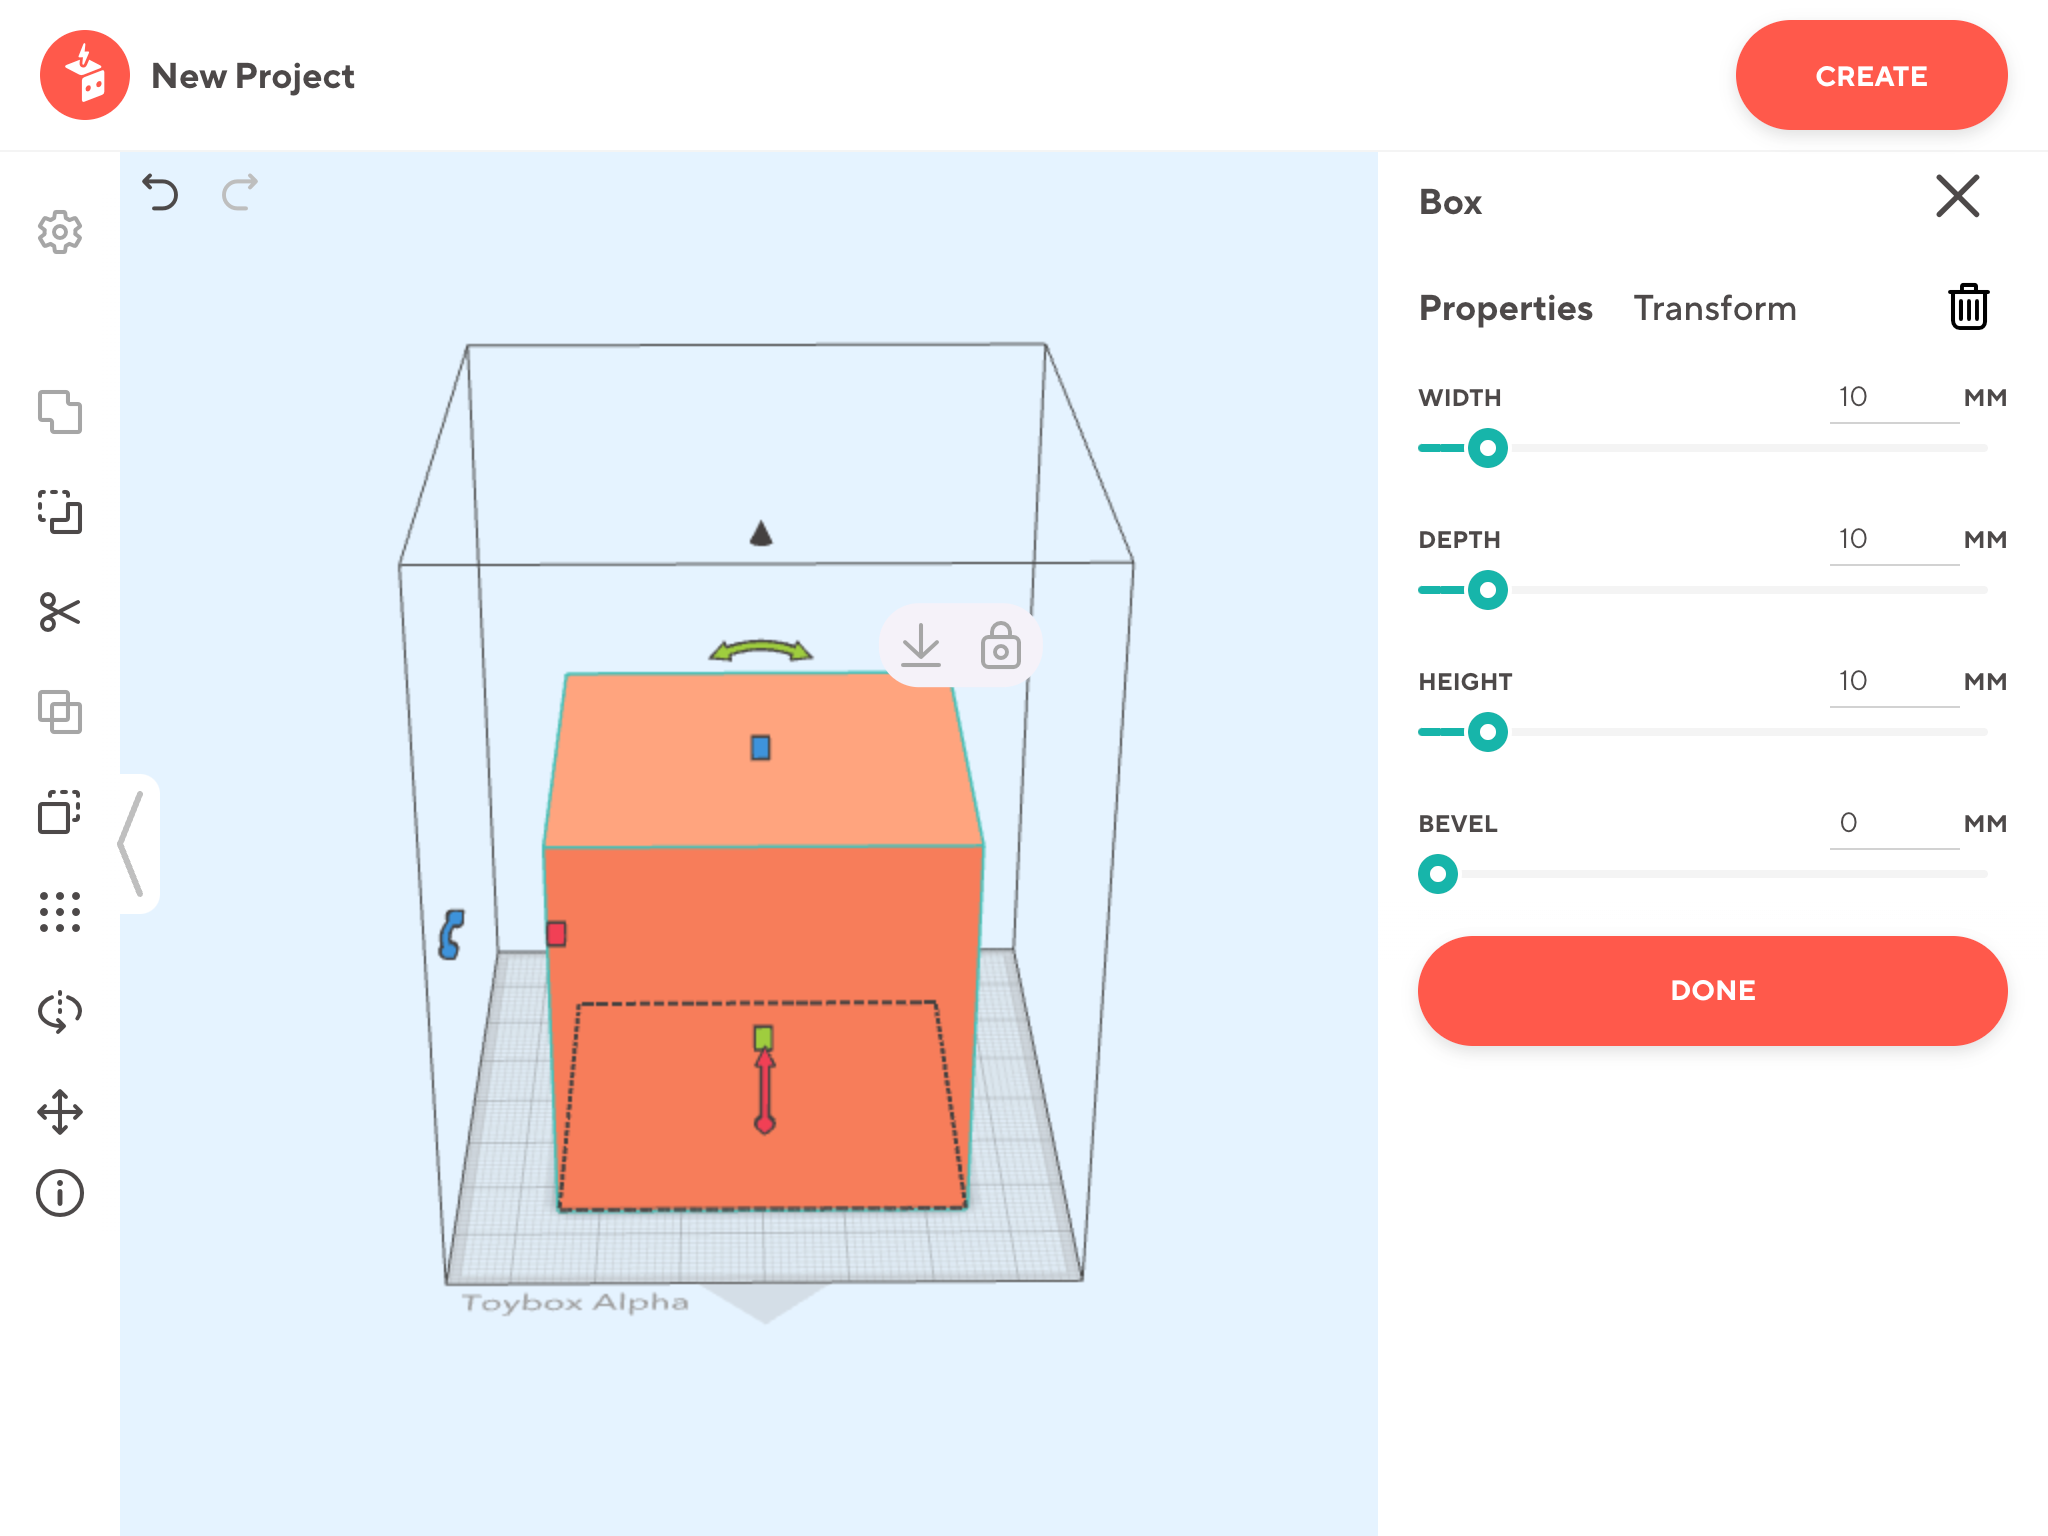 New Project
CREATE
Box
Properties Transform
WIDTH 10 MM
DEPTH 10 MM
HEIGHT 10 MM
BEVEL 0 MM
DONE
Toybox Alpha